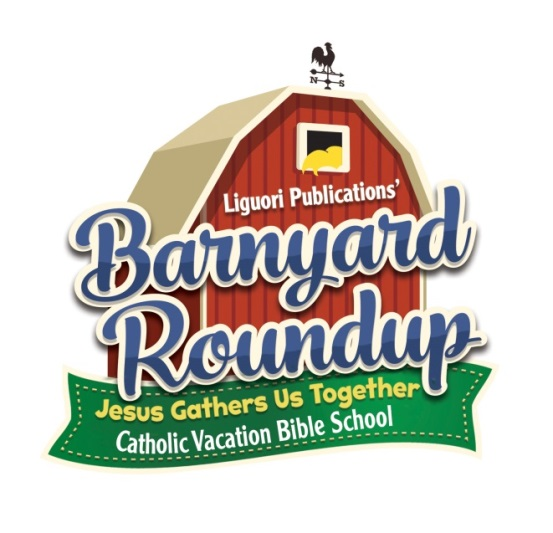 N S
Liguori Publications'
Barnyard
Roundup
Jesus Gathers Us Together
Catholic Vacation Bible School